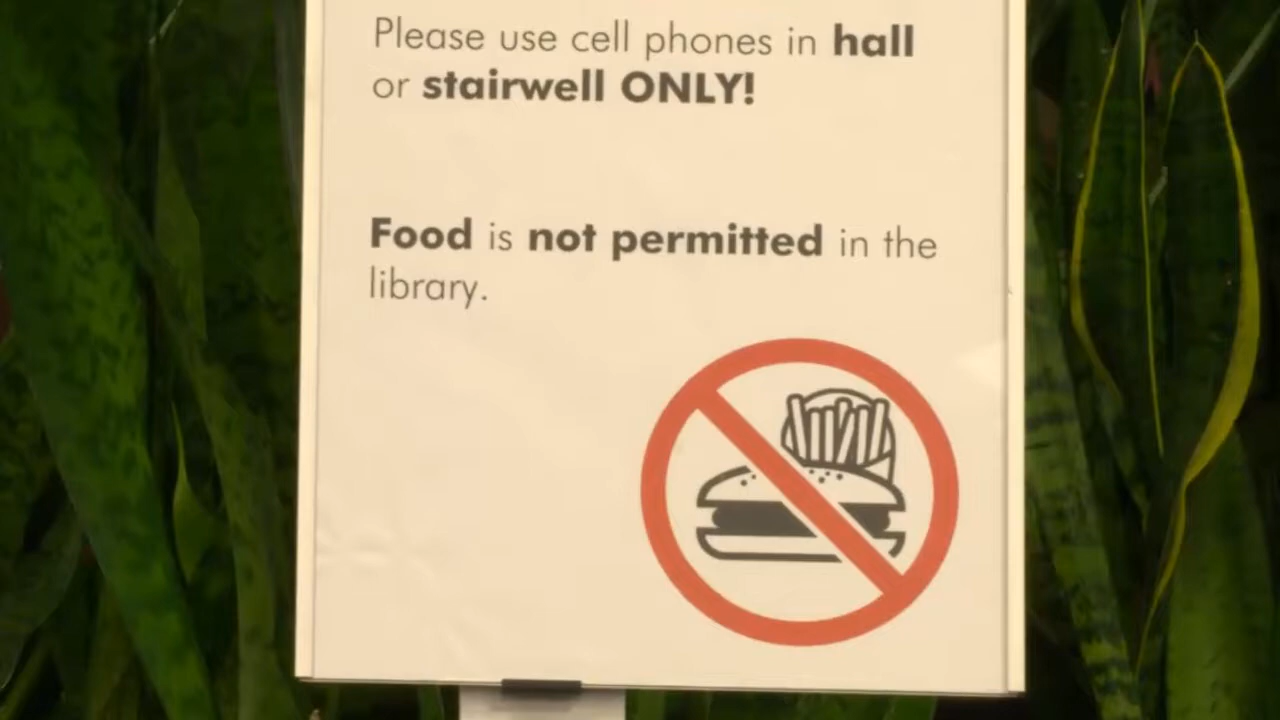 Please use cell phones in hall
or stairwell ONLY!
Food is not permitted in the
library.